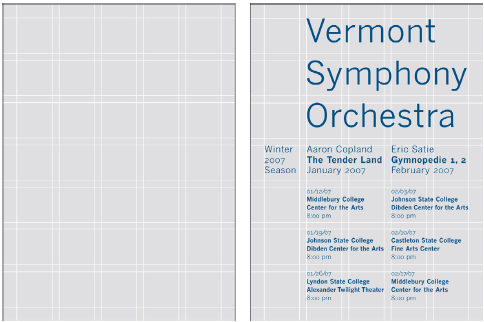 Vermont
Symphony
Orchestra
Winter
2007
Season
Aaron Copland
The Tender Land
January 2007
Eric Satie
Gymnopedie 1, 2
February 2007
01/12/07
Middlebury College
Center for the Arts
8:00 pm
02/03/07
Johnson State College
Dibden Center for the Arts
8:00 pm
01/19/07
Johnson State College
Dibden Center for the Arts
8:00 pm
02/10/07
Castleton State College
Fine Arts Center
8:00 pm
01/26/07
Lyndon State College
Alexander Twilight Theater
8:00 pm
02/17/07
Middlebury College
Center for the Arts
8:00 pm